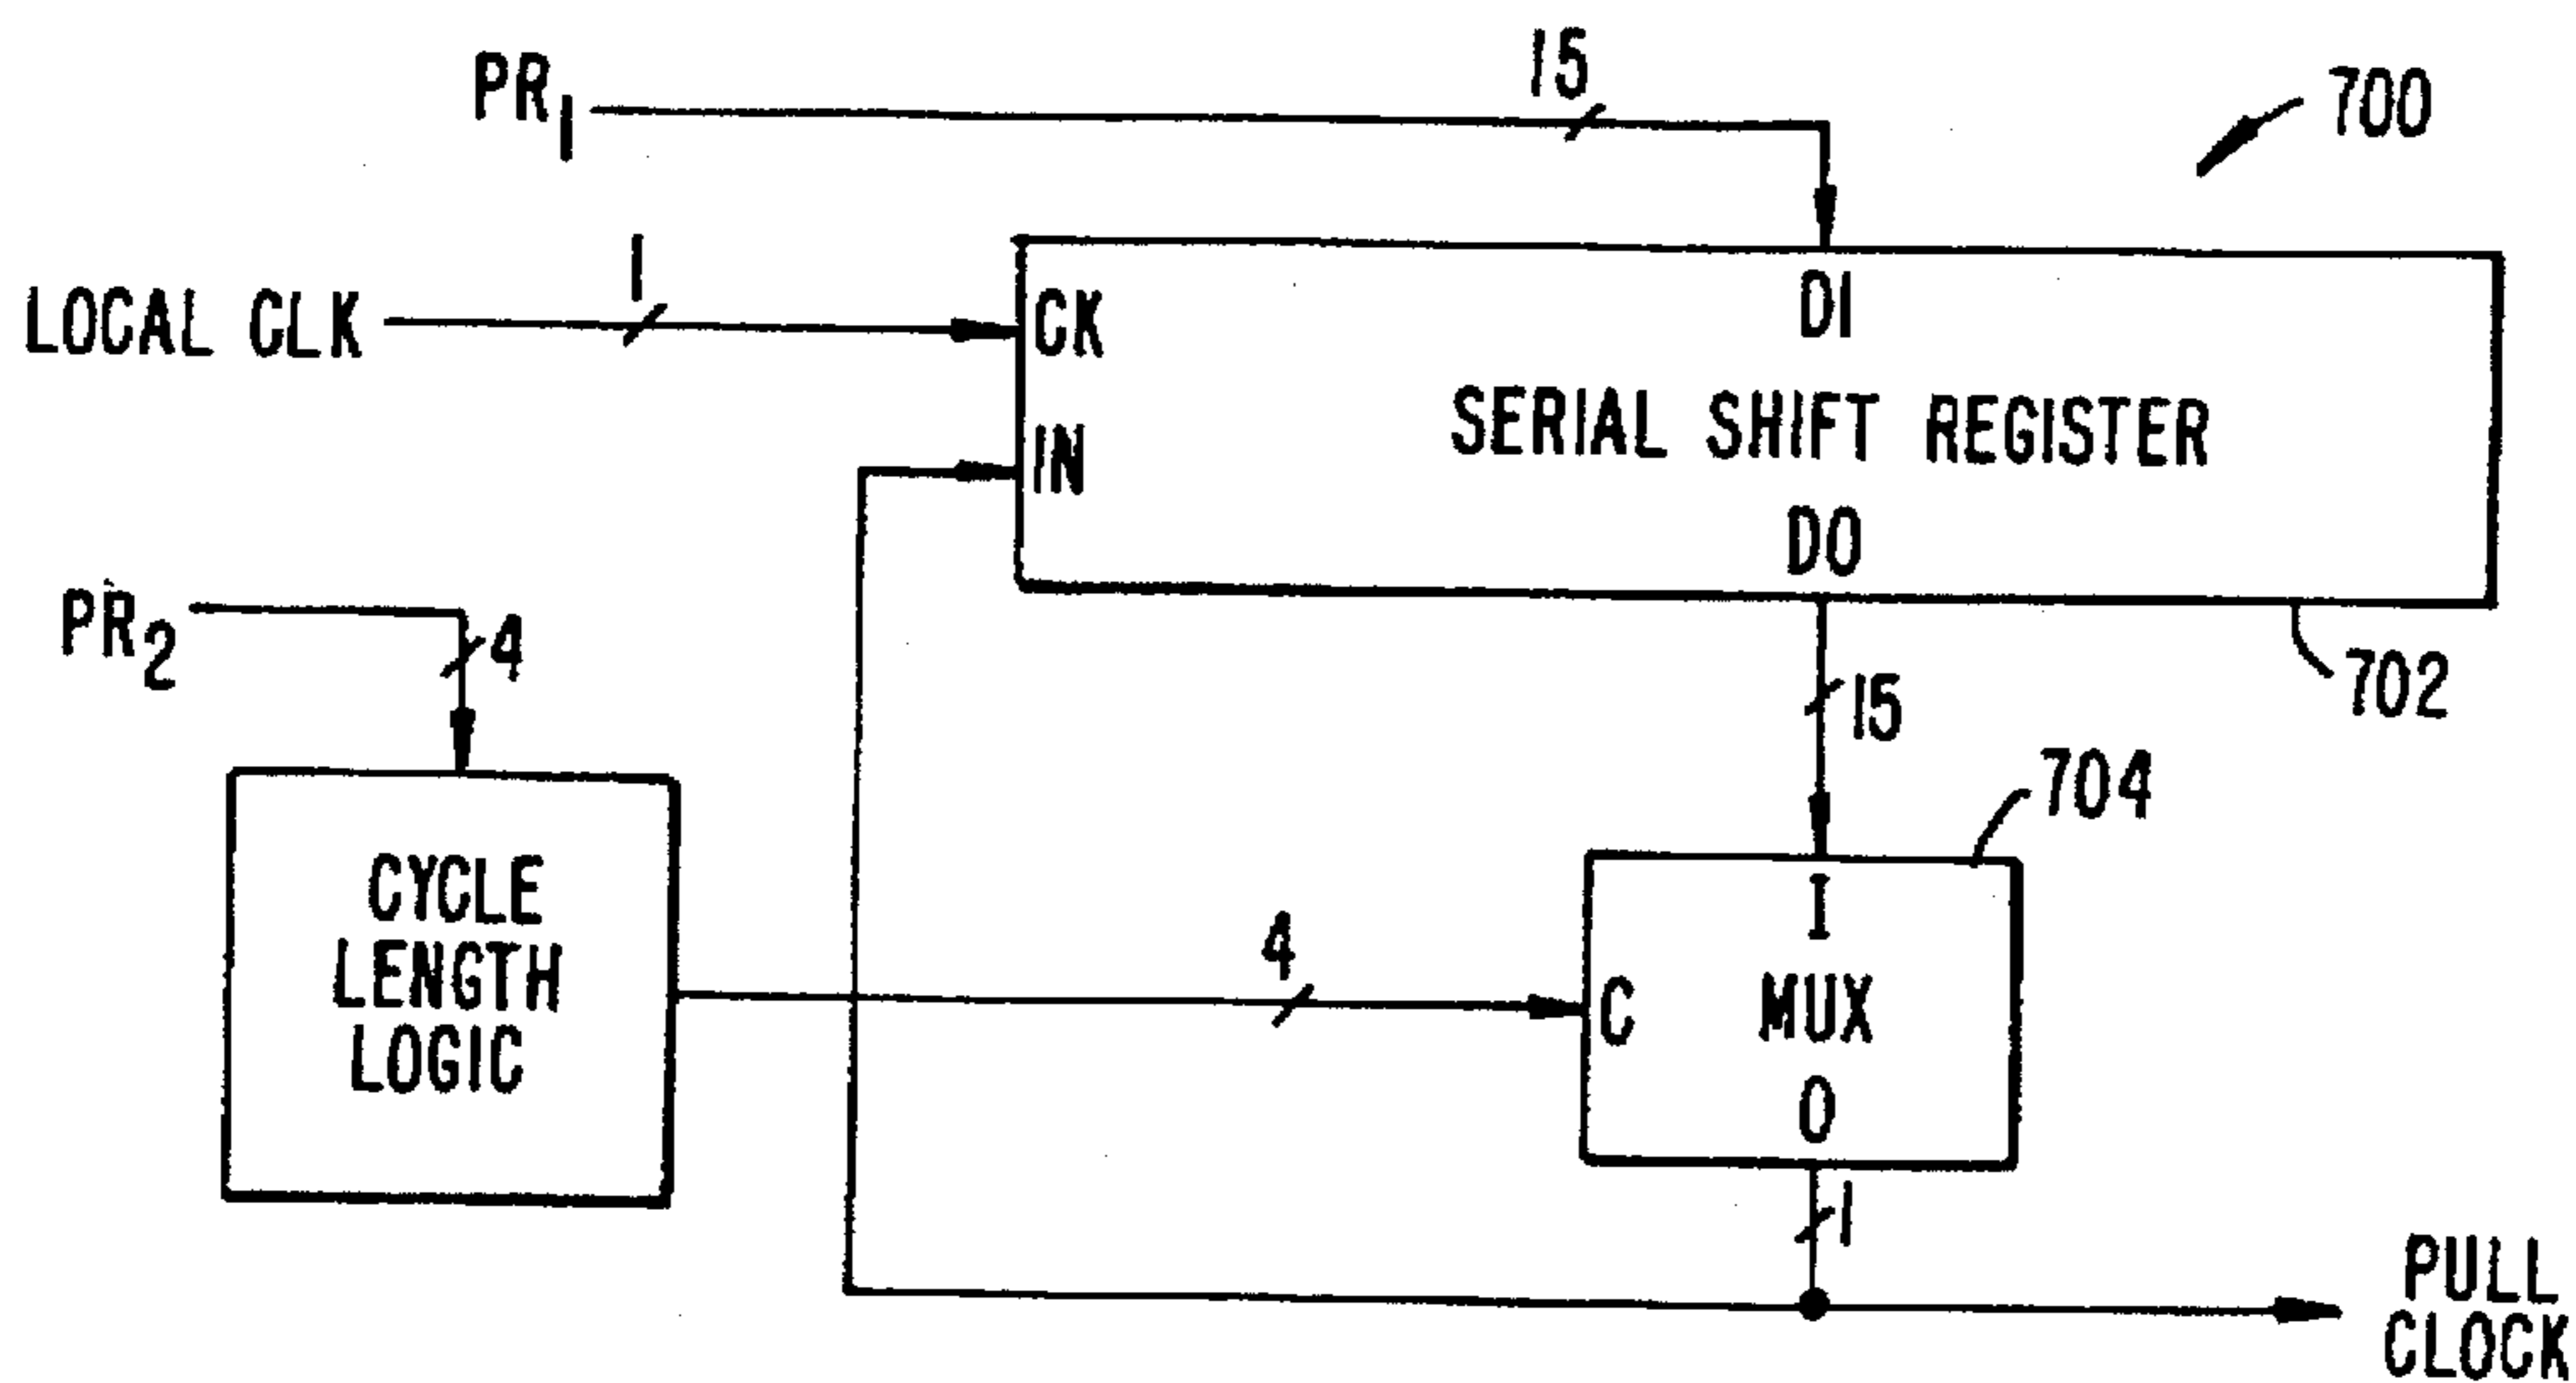 PR1
15
700
LOCAL CLK
1
CK
DI
IN
SERIAL SHIFT REGISTER
DO
PR2
4
15
702
704
CYCLE
LENGTH
LOGIC
4
C
I
MUX
O
1
PULL
CLOCK